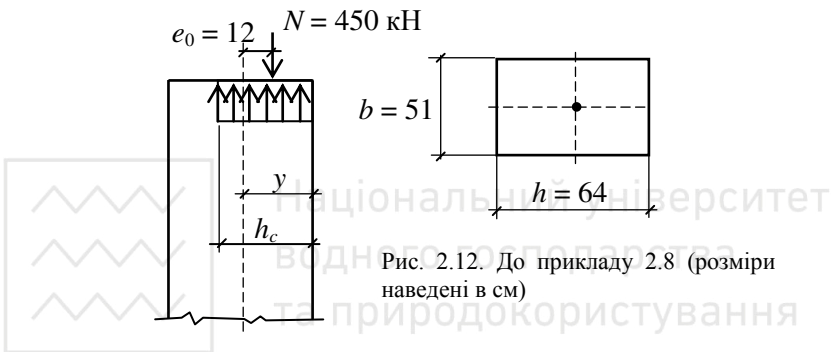 e₀ = 12
N = 450 кН
b = 51
y
h = 64
h_c
Національний університет
водного господарства
та природокористування
Рис. 2.12. До прикладу 2.8 (розміри
наведені в см)